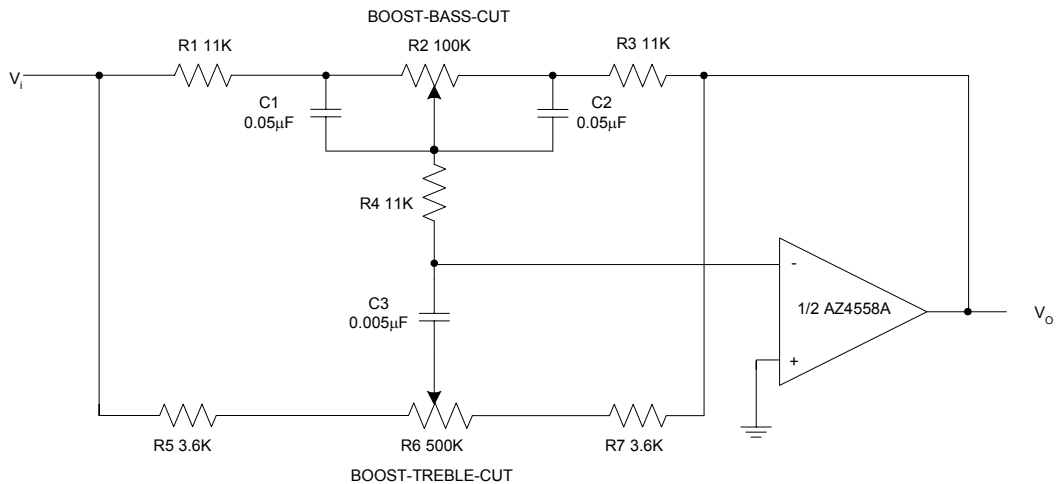 BOOST-BASS-CUT
R1 11K
R2 100K
R3 11K
Vi
C1
0.05μF
C2
0.05μF
R4 11K
C3
0.005μF
-
1/2 AZ4558A
+
VO
R5 3.6K
R6 500K
R7 3.6K
BOOST-TREBLE-CUT